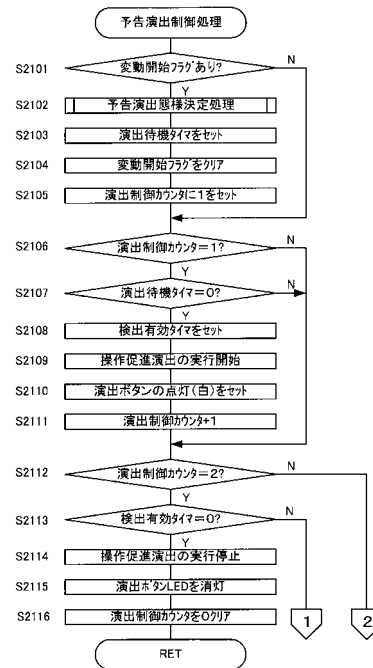 予告演出制御処理
S2101
変動開始フラグあり?
N
Y
S2102
予告演出態様決定処理
S2103
演出待機タイマをセット
S2104
変動開始フラグをクリア
S2105
演出制御カウンタに1をセット
S2106
演出制御カウンタ=1?
N
Y
S2107
演出待機タイマ=0?
N
Y
S2108
検出有効タイマをセット
S2109
操作促進演出の実行開始
S2110
演出ボタンの点灯(白)をセット
S2111
演出制御カウンタ+1
S2112
演出制御カウンタ=2?
N
Y
S2113
検出有効タイマ=0?
N
Y
S2114
操作促進演出の実行停止
S2115
演出ボタンLEDを消灯
S2116
演出制御カウンタを0クリア
1
2
RET